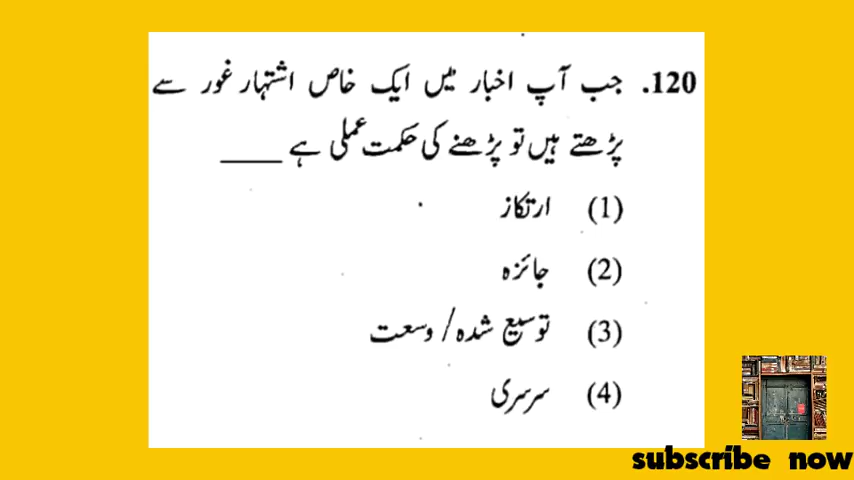 120. جب آپ اخبار میں ایک خاص اشتہار غور سے
پڑھتے ہیں تو پڑھنے کی حکمت عملی ہے ____
(1) ارتکاز
(2) جائزہ
(3) توسیع شدہ/ وسعت
(4) سرسری
subscribe now